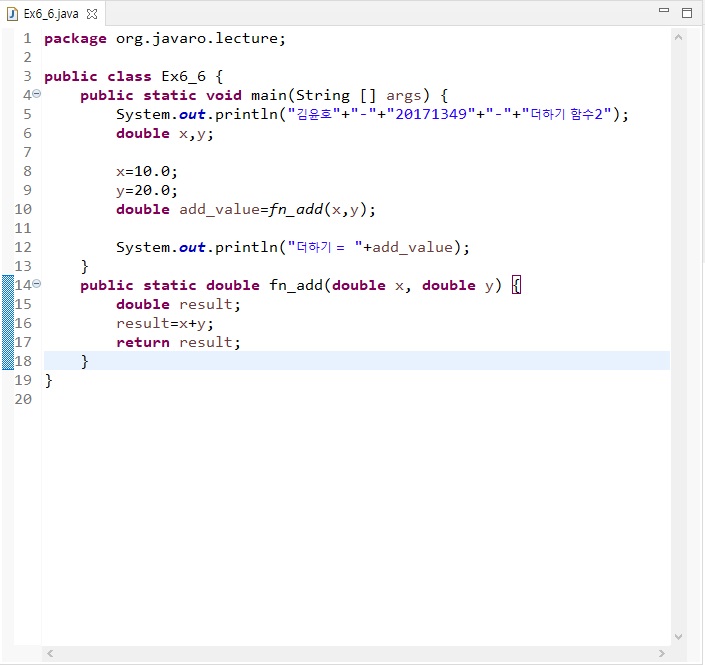 Ex6_6.java
1 package org.javaro.lecture;
2
3 public class Ex6_6 {
4     public static void main(String [] args) {
5         System.out.println("김윤호"+"-"+"20171349"+"-"+"더하기 함수2");
6         double x,y;
7
8         x=10.0;
9         y=20.0;
10         double add_value=fn_add(x,y);
11
12         System.out.println("더하기 = "+add_value);
13     }
14     public static double fn_add(double x, double y) {
15         double result;
16         result=x+y;
17         return result;
18     }
19 }
20